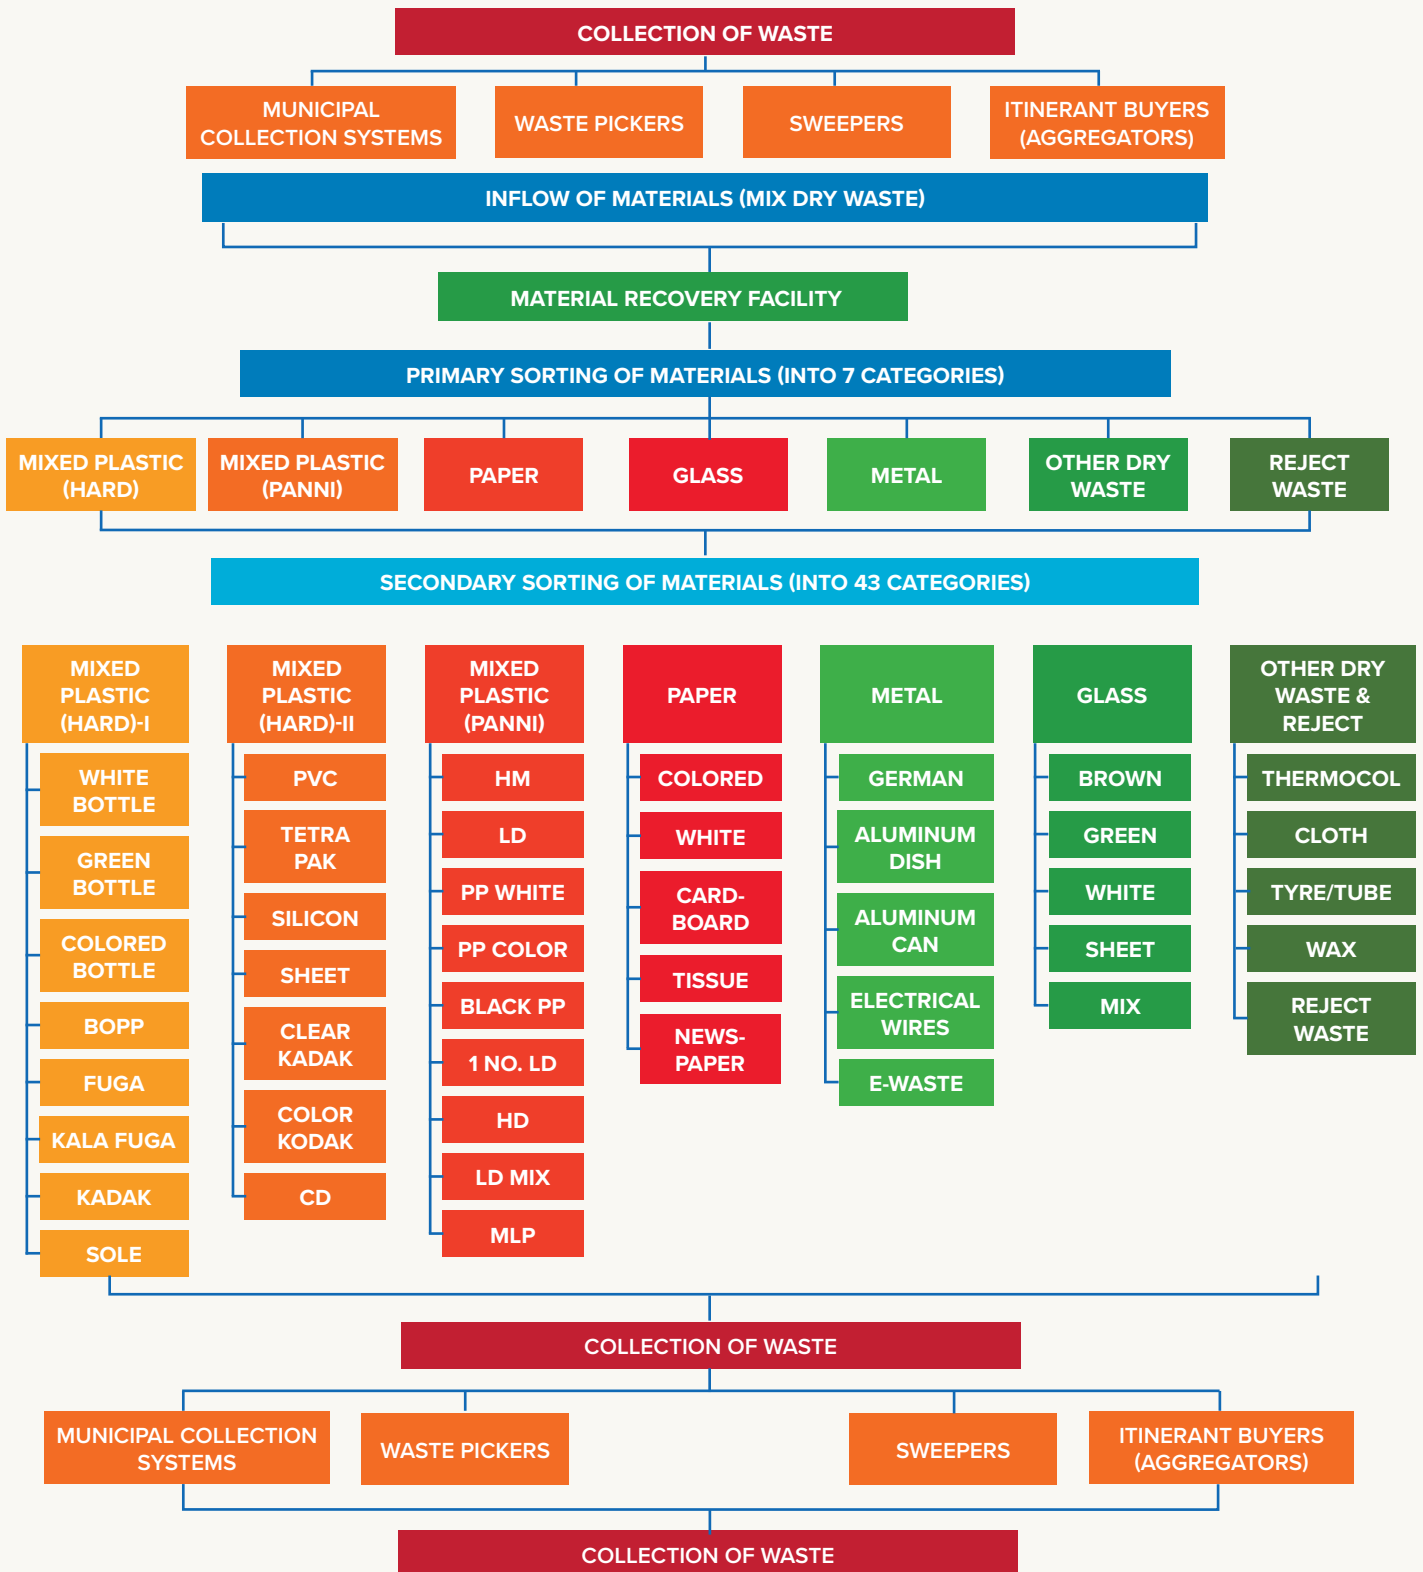 COLLECTION OF WASTE
MUNICIPAL
COLLECTION SYSTEMS
WASTE PICKERS
SWEEPERS
ITINERANT BUYERS
(AGGREGATORS)
INFLOW OF MATERIALS (MIX DRY WASTE)
MATERIAL RECOVERY FACILITY
PRIMARY SORTING OF MATERIALS (INTO 7 CATEGORIES)
MIXED PLASTIC
(HARD)
MIXED PLASTIC
(PANNI)
PAPER
GLASS
METAL
OTHER DRY
WASTE
REJECT
WASTE
SECONDARY SORTING OF MATERIALS (INTO 43 CATEGORIES)
MIXED
PLASTIC
(HARD)-I
WHITE
BOTTLE
GREEN
BOTTLE
COLORED
BOTTLE
BOPP
FUGA
KALA FUGA
KADAK
SOLE
MIXED
PLASTIC
(HARD)-II
PVC
TETRA
PAK
SILICON
SHEET
CLEAR
KADAK
COLOR
KODAK
CD
MIXED
PLASTIC
(PANNI)
HM
LD
PP WHITE
PP COLOR
BLACK PP
1 NO. LD
HD
LD MIX
MLP
PAPER
COLORED
WHITE
CARD-
BOARD
TISSUE
NEWS-
PAPER
METAL
GERMAN
ALUMINUM
DISH
ALUMINUM
CAN
ELECTRICAL
WIRES
E-WASTE
GLASS
BROWN
GREEN
WHITE
SHEET
MIX
OTHER DRY
WASTE &
REJECT
THERMOCOL
CLOTH
TYRE/TUBE
WAX
REJECT
WASTE
COLLECTION OF WASTE
MUNICIPAL COLLECTION
SYSTEMS
WASTE PICKERS
SWEEPERS
ITINERANT BUYERS
(AGGREGATORS)
COLLECTION OF WASTE